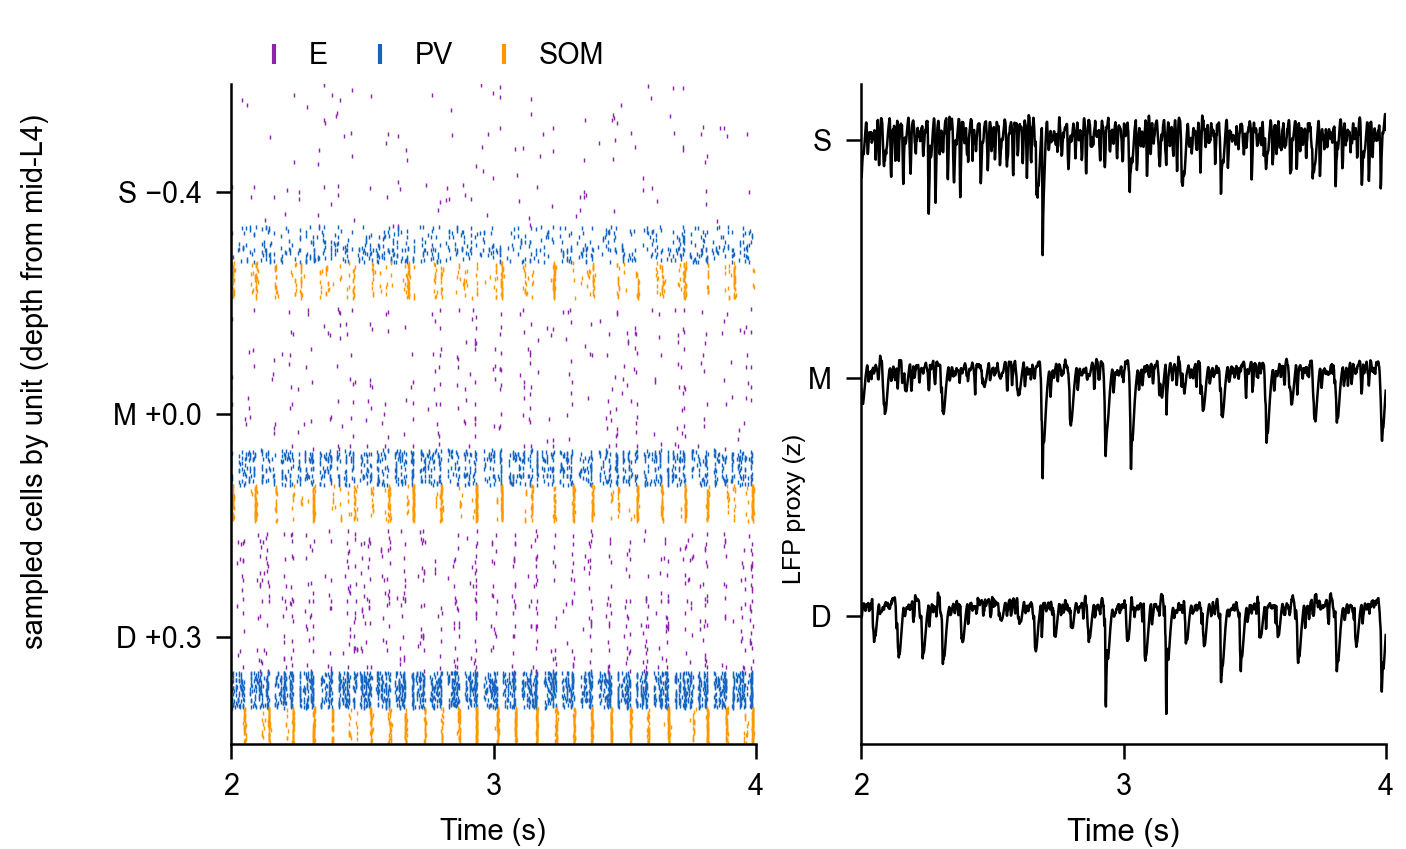 E PV SOM
sampled cells by unit (depth from mid-L4)
S −0.4
M +0.0
D +0.3
2 3 4
Time (s)
LFP proxy (z)
S
M
D
2 3 4
Time (s)